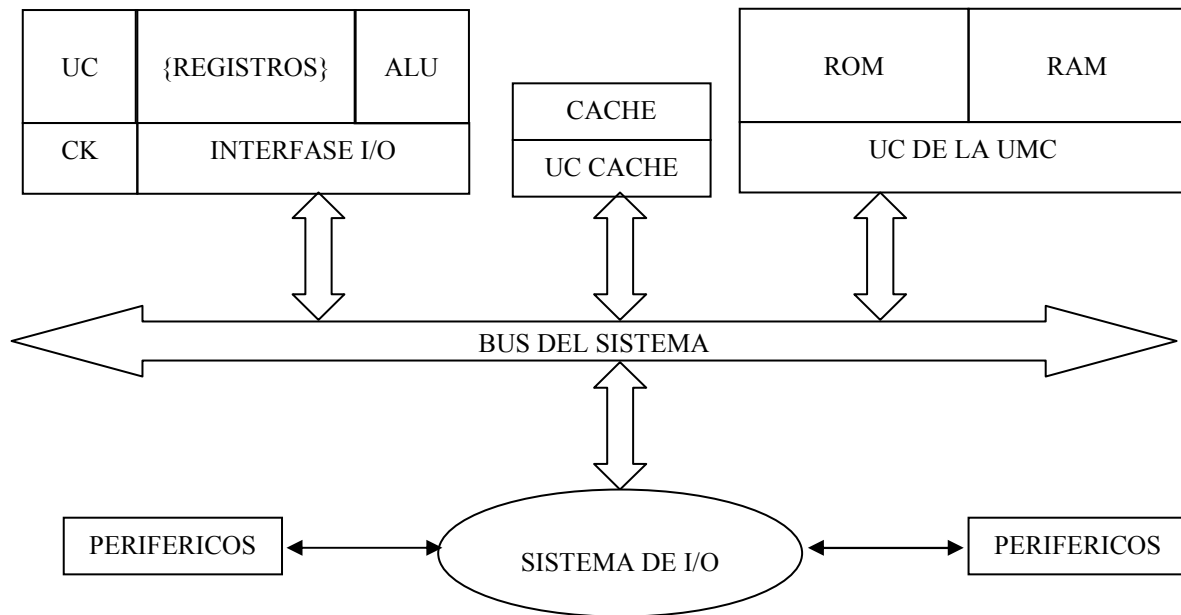 UC
{REGISTROS}
ALU
CK
INTERFASE I/O
CACHE
UC CACHE
ROM
RAM
UC DE LA UMC
BUS DEL SISTEMA
PERIFERICOS
SISTEMA DE I/O
PERIFERICOS